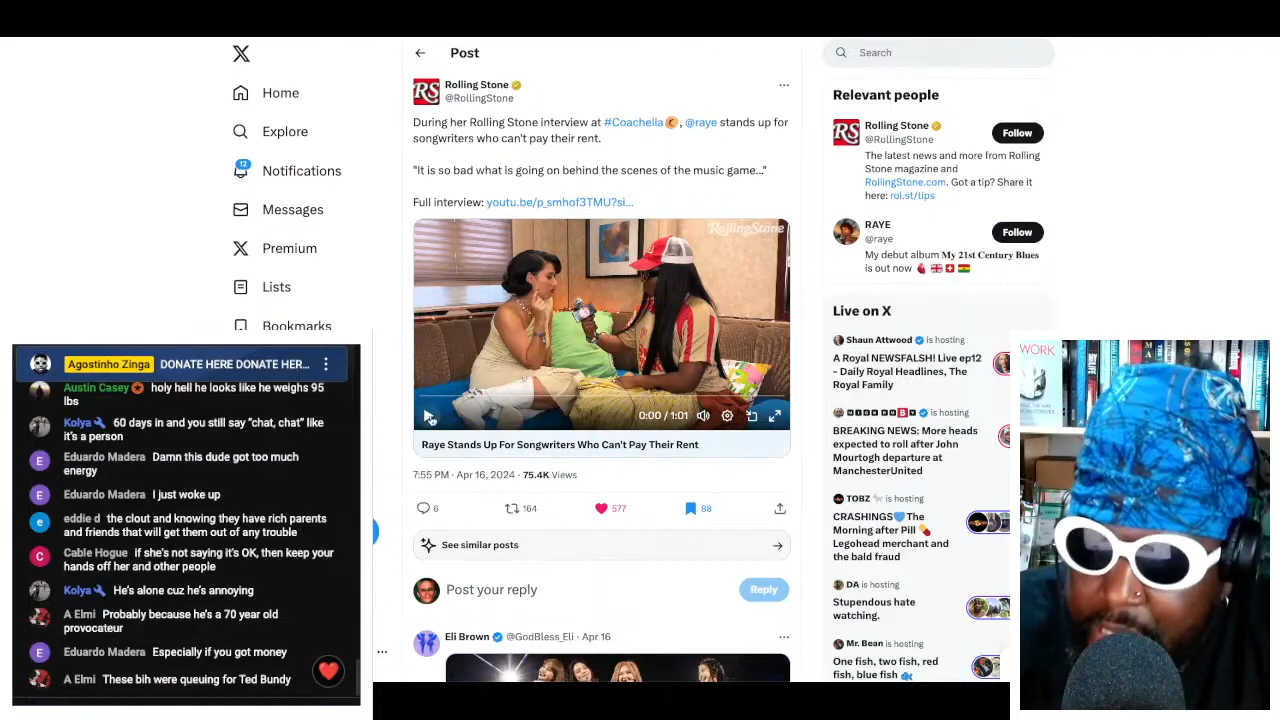 Home
Explore
12
Notifications
Messages
Premium
Lists
Bookmarks
Post
RS
Rolling Stone
@RollingStone
During her Rolling Stone interview at #Coachella, @raye stands up for
songwriters who can't pay their rent.
"It is so bad what is going on behind the scenes of the music game..."
Full interview: youtu.be/p_smhof3TMU?si...
RollingStone
0:00 / 1:01
Raye Stands Up For Songwriters Who Can't Pay Their Rent
7:55 PM · Apr 16, 2024 · 75.4K Views
6
164
577
88
See similar posts
Post your reply
Reply
Eli Brown @GodBless_Eli · Apr 16
Search
Relevant people
RS
Rolling Stone
@RollingStone
Follow
The latest news and more from Rolling
Stone magazine and
RollingStone.com. Got a tip? Share it
here: rol.st/tips
RAYE
@raye
Follow
My debut album My 21st Century Blues
is out now
Live on X
Shaun Attwood is hosting
A Royal NEWSFALSH! Live ep12
– Daily Royal Headlines, The
Royal Family
is hosting
BREAKING NEWS: More heads
expected to roll after John
Mourtogh departure at
ManchesterUnited
TOBZ is hosting
CRASHINGS💙The
Morning after Pill 💊
Legohead merchant and
the bald fraud
DA is hosting
Stupendous hate
watching.
Mr. Bean is hosting
One fish, two fish, red
fish, blue fish 🐟
Agostinho Zinga DONATE HERE DONATE HER...
Austin Casey holy hell he looks like he weighs 95
lbs
Kolya 60 days in and you still say "chat, chat" like
it's a person
Eduardo Madera Damn this dude got too much
energy
Eduardo Madera I just woke up
eddie d the clout and knowing they have rich parents
and friends that will get them out of any trouble
Cable Hogue if she's not saying it's OK, then keep your
hands off her and other people
Kolya He's alone cuz he's annoying
A Elmi Probably because he's a 70 year old
provocateur
Eduardo Madera Especially if you got money
A Elmi These bih were queuing for Ted Bundy
WORK